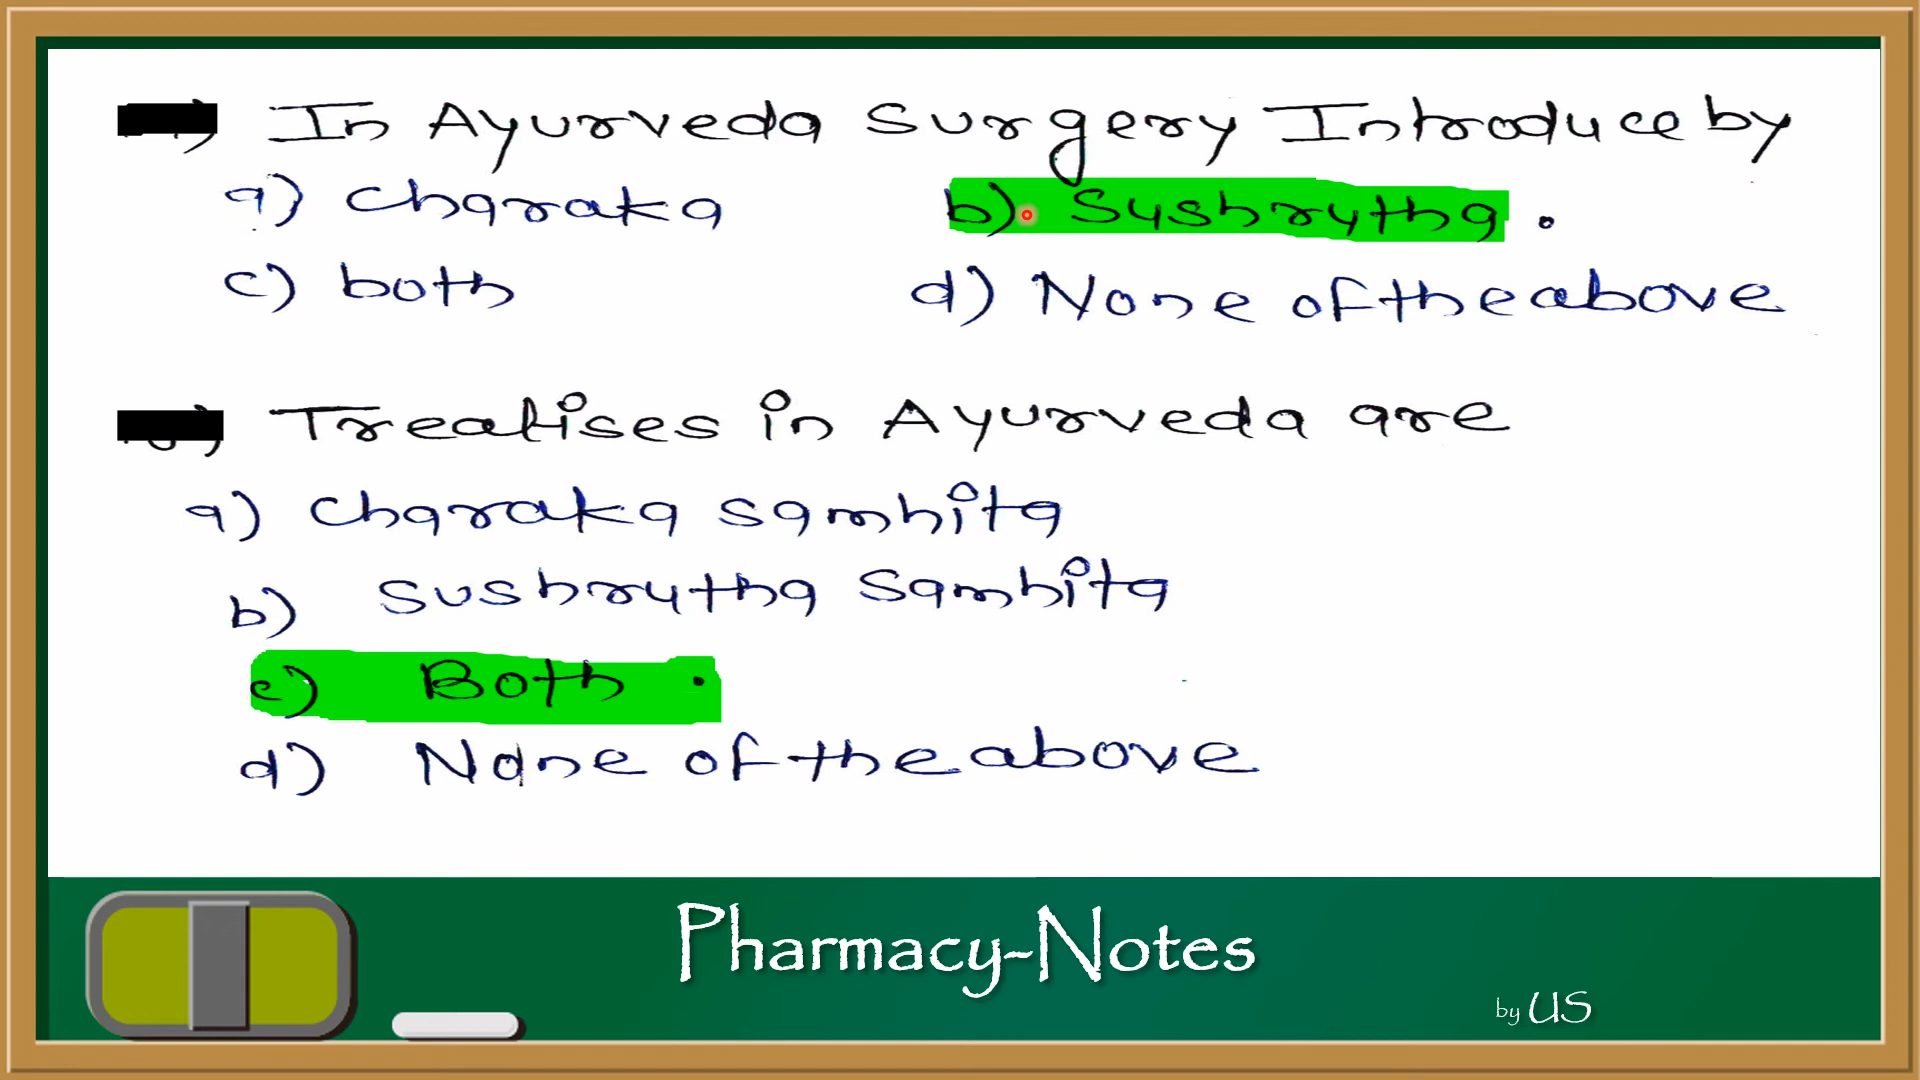 In Ayurveda Surgery Introduce by
a) Charaka b) Sushrutha.
c) both d) None of the above
Treatises in Ayurveda are
a) Charaka Samhita
b) Sushrutha Samhita
c) Both.
d) None of the above
Pharmacy-Notes
by US